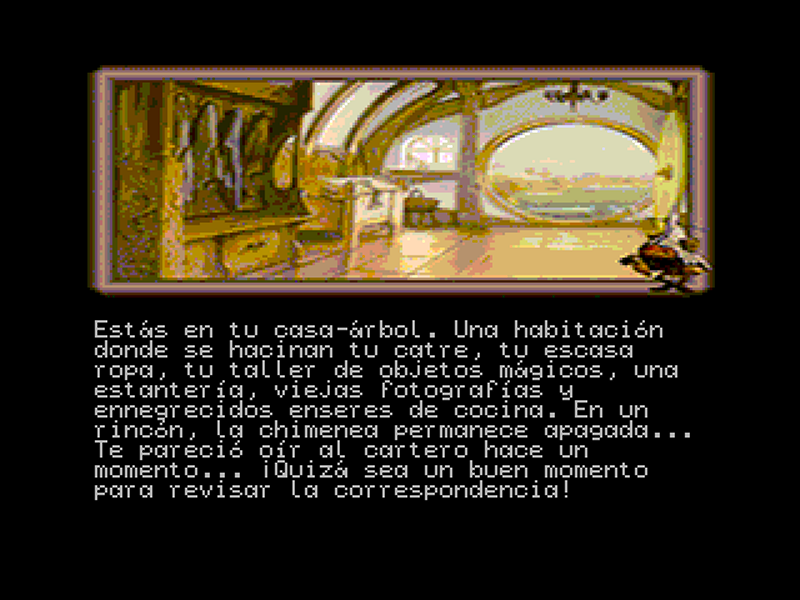 Estás en tu casa-árbol. Una habitación
donde se hacinan tu catre, tu escasa
ropa, tu taller de objetos mágicos, una
estantería, viejas fotografías y
ennegrecidos enseres de cocina. En un
rincón, la chimenea permanece apagada...
Te pareció oír al cartero hace un
momento... ¡Quizá sea un buen momento
para revisar la correspondencia!